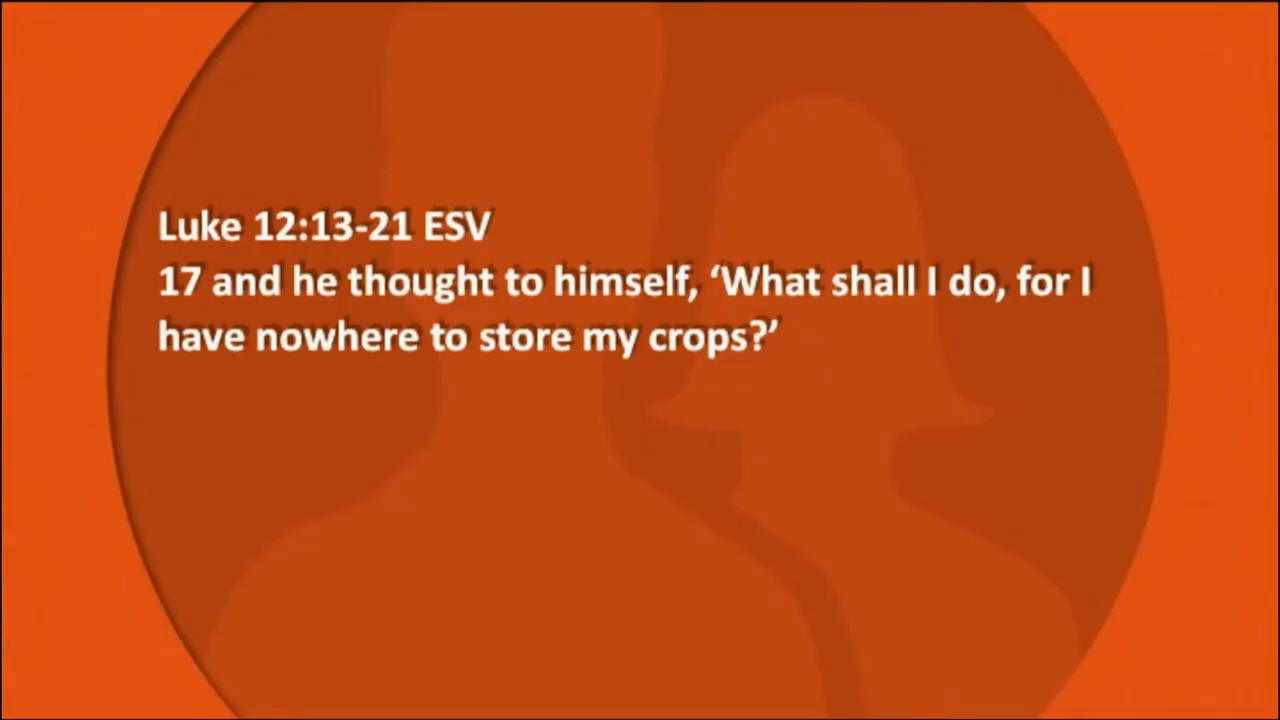 Luke 12:13-21 ESV
17 and he thought to himself, ‘What shall I do, for I
have nowhere to store my crops?’